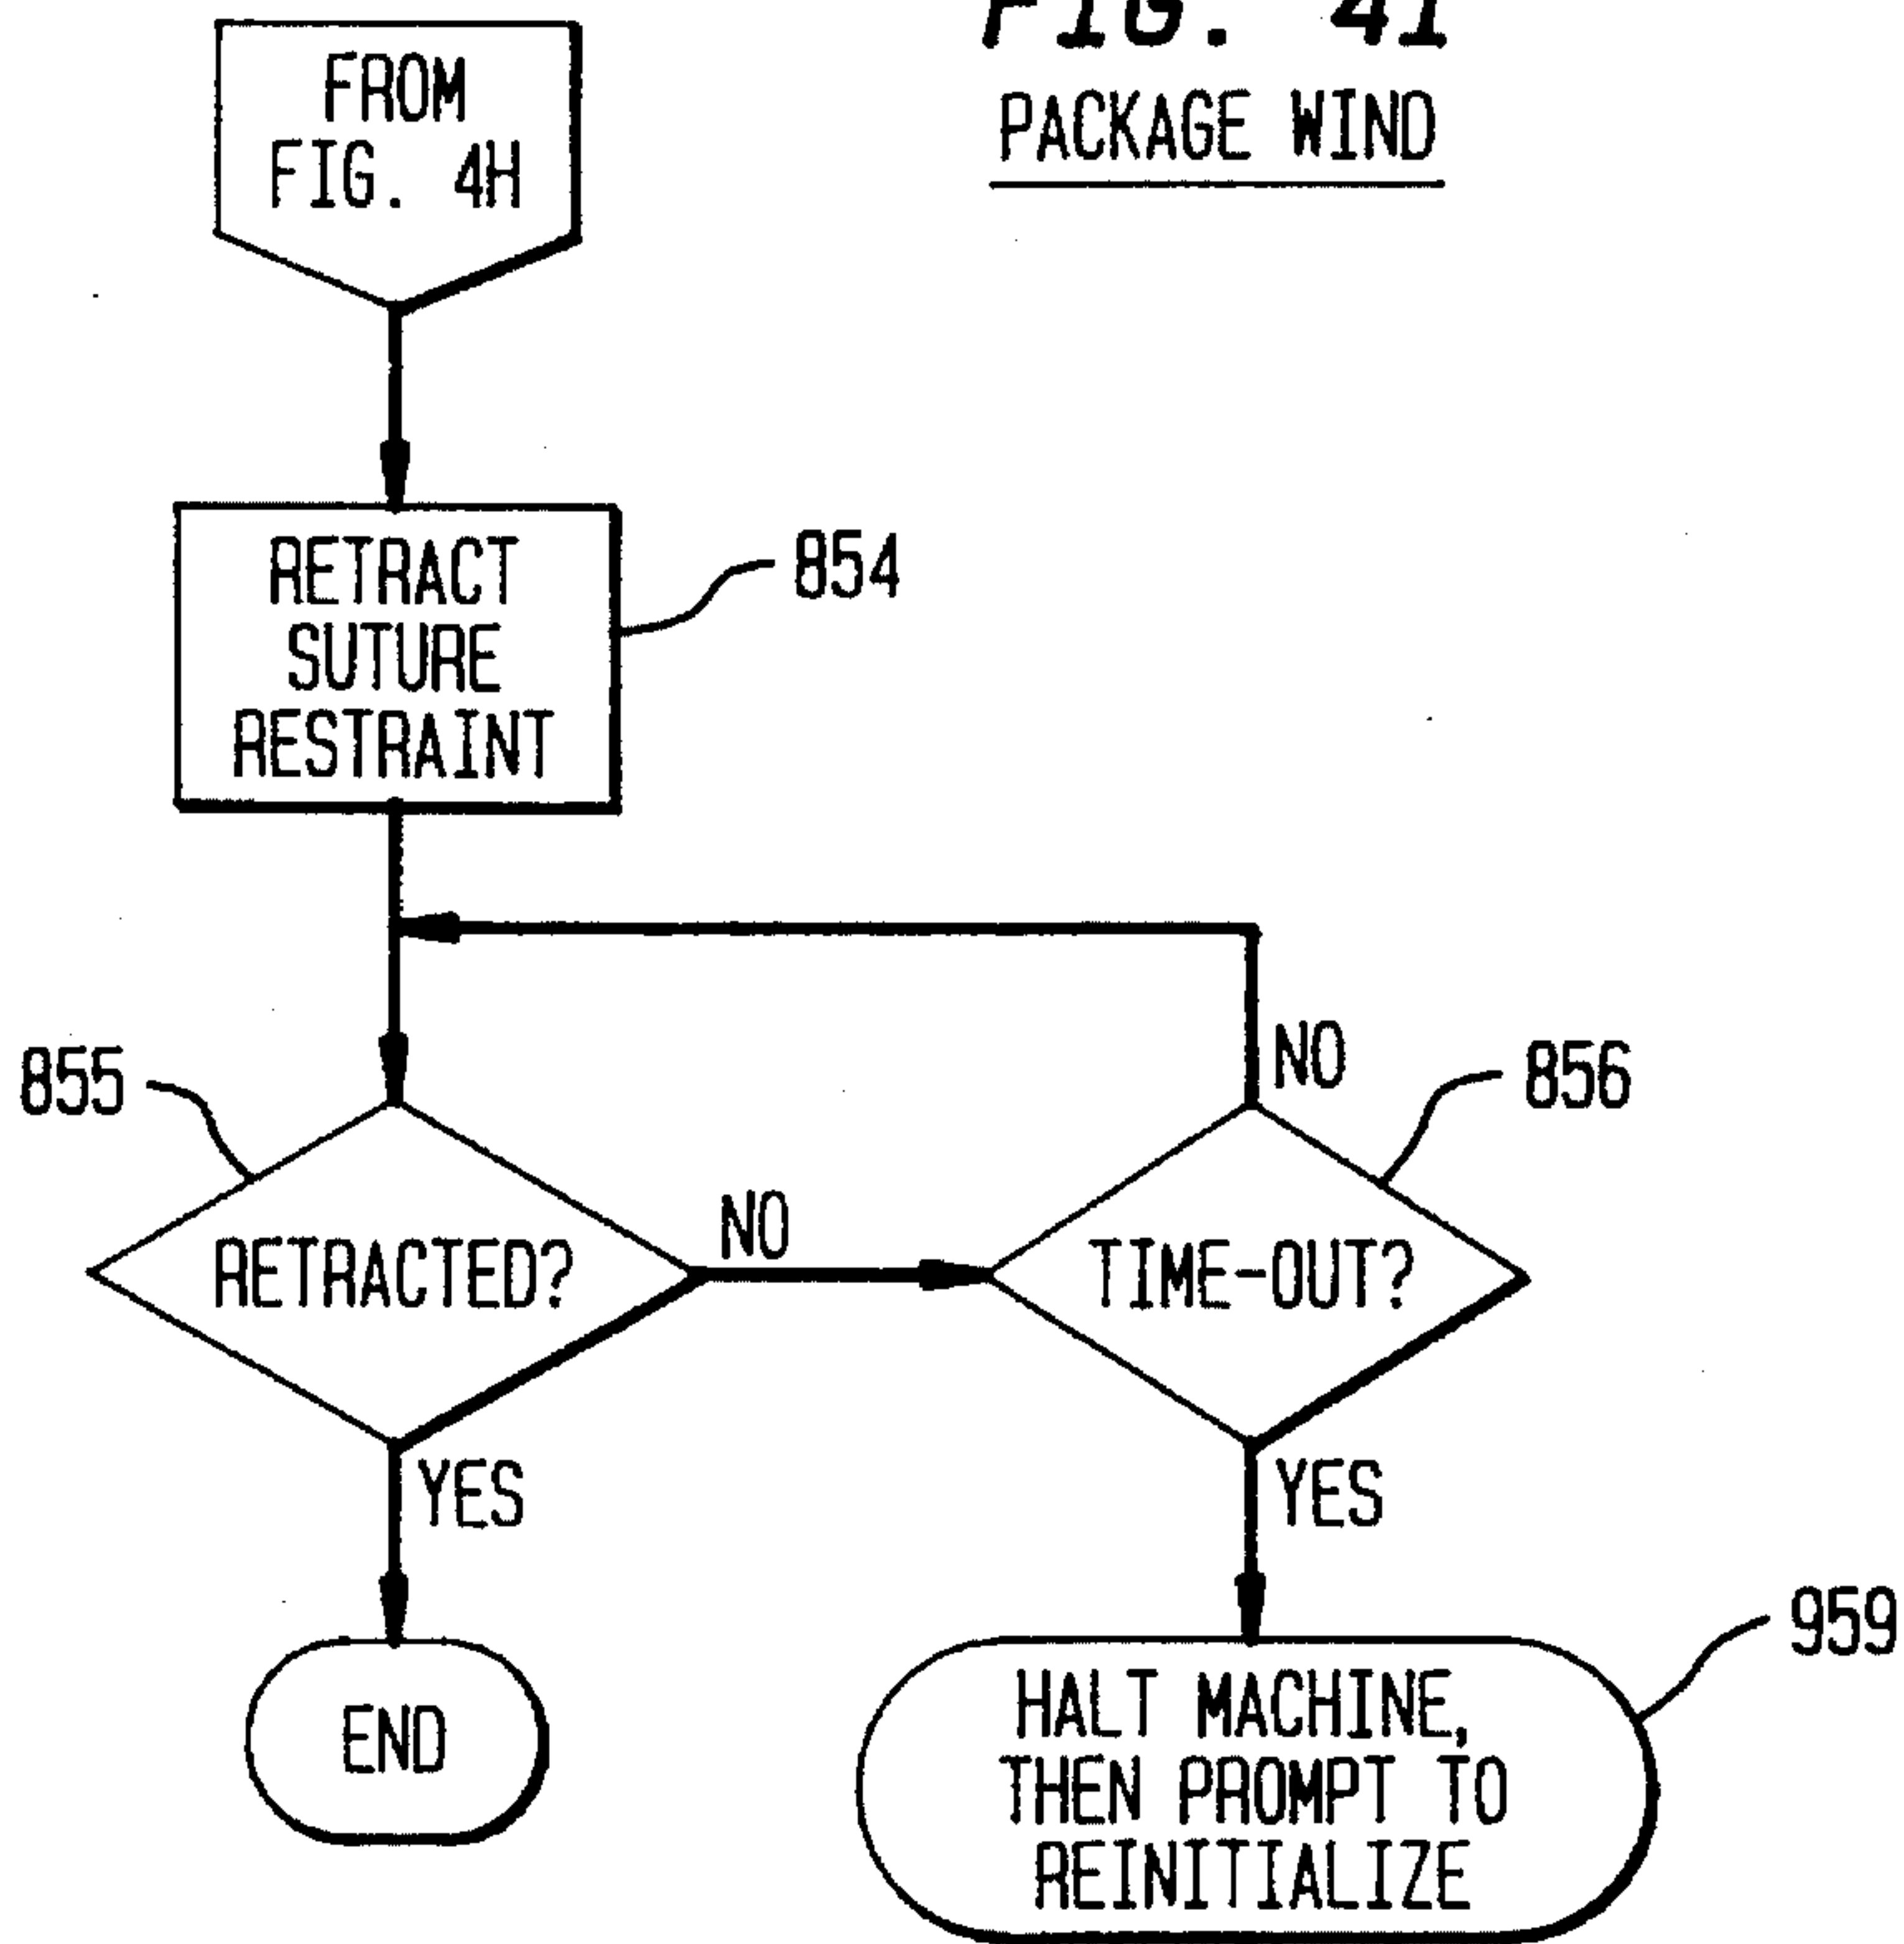 FIG. 4I
PACKAGE WIND
FROM
FIG. 4H
RETRACT
SUTURE
RESTRAINT
854
855
RETRACTED?
NO
YES
856
TIME-OUT?
NO
YES
END
959
HALT MACHINE,
THEN PROMPT TO
REINITIALIZE